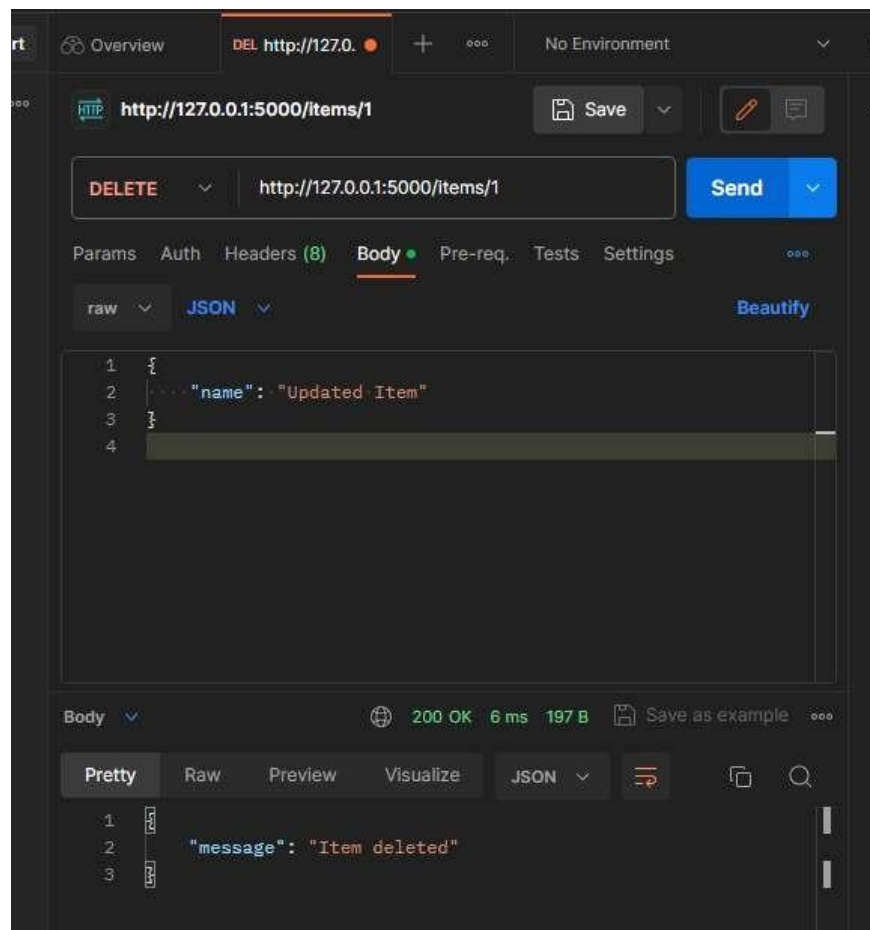 rt Overview DEL http://127.0. No Environment
HTTP http://127.0.0.1:5000/items/1 Save
DELETE http://127.0.0.1:5000/items/1 Send
Params Auth Headers (8) Body Pre-req. Tests Settings
raw JSON Beautify
1 {
2 "name": "Updated Item"
3 }
4
Body 200 OK 6 ms 197 B Save as example
Pretty Raw Preview Visualize JSON
1 {
2 "message": "Item deleted"
3 }